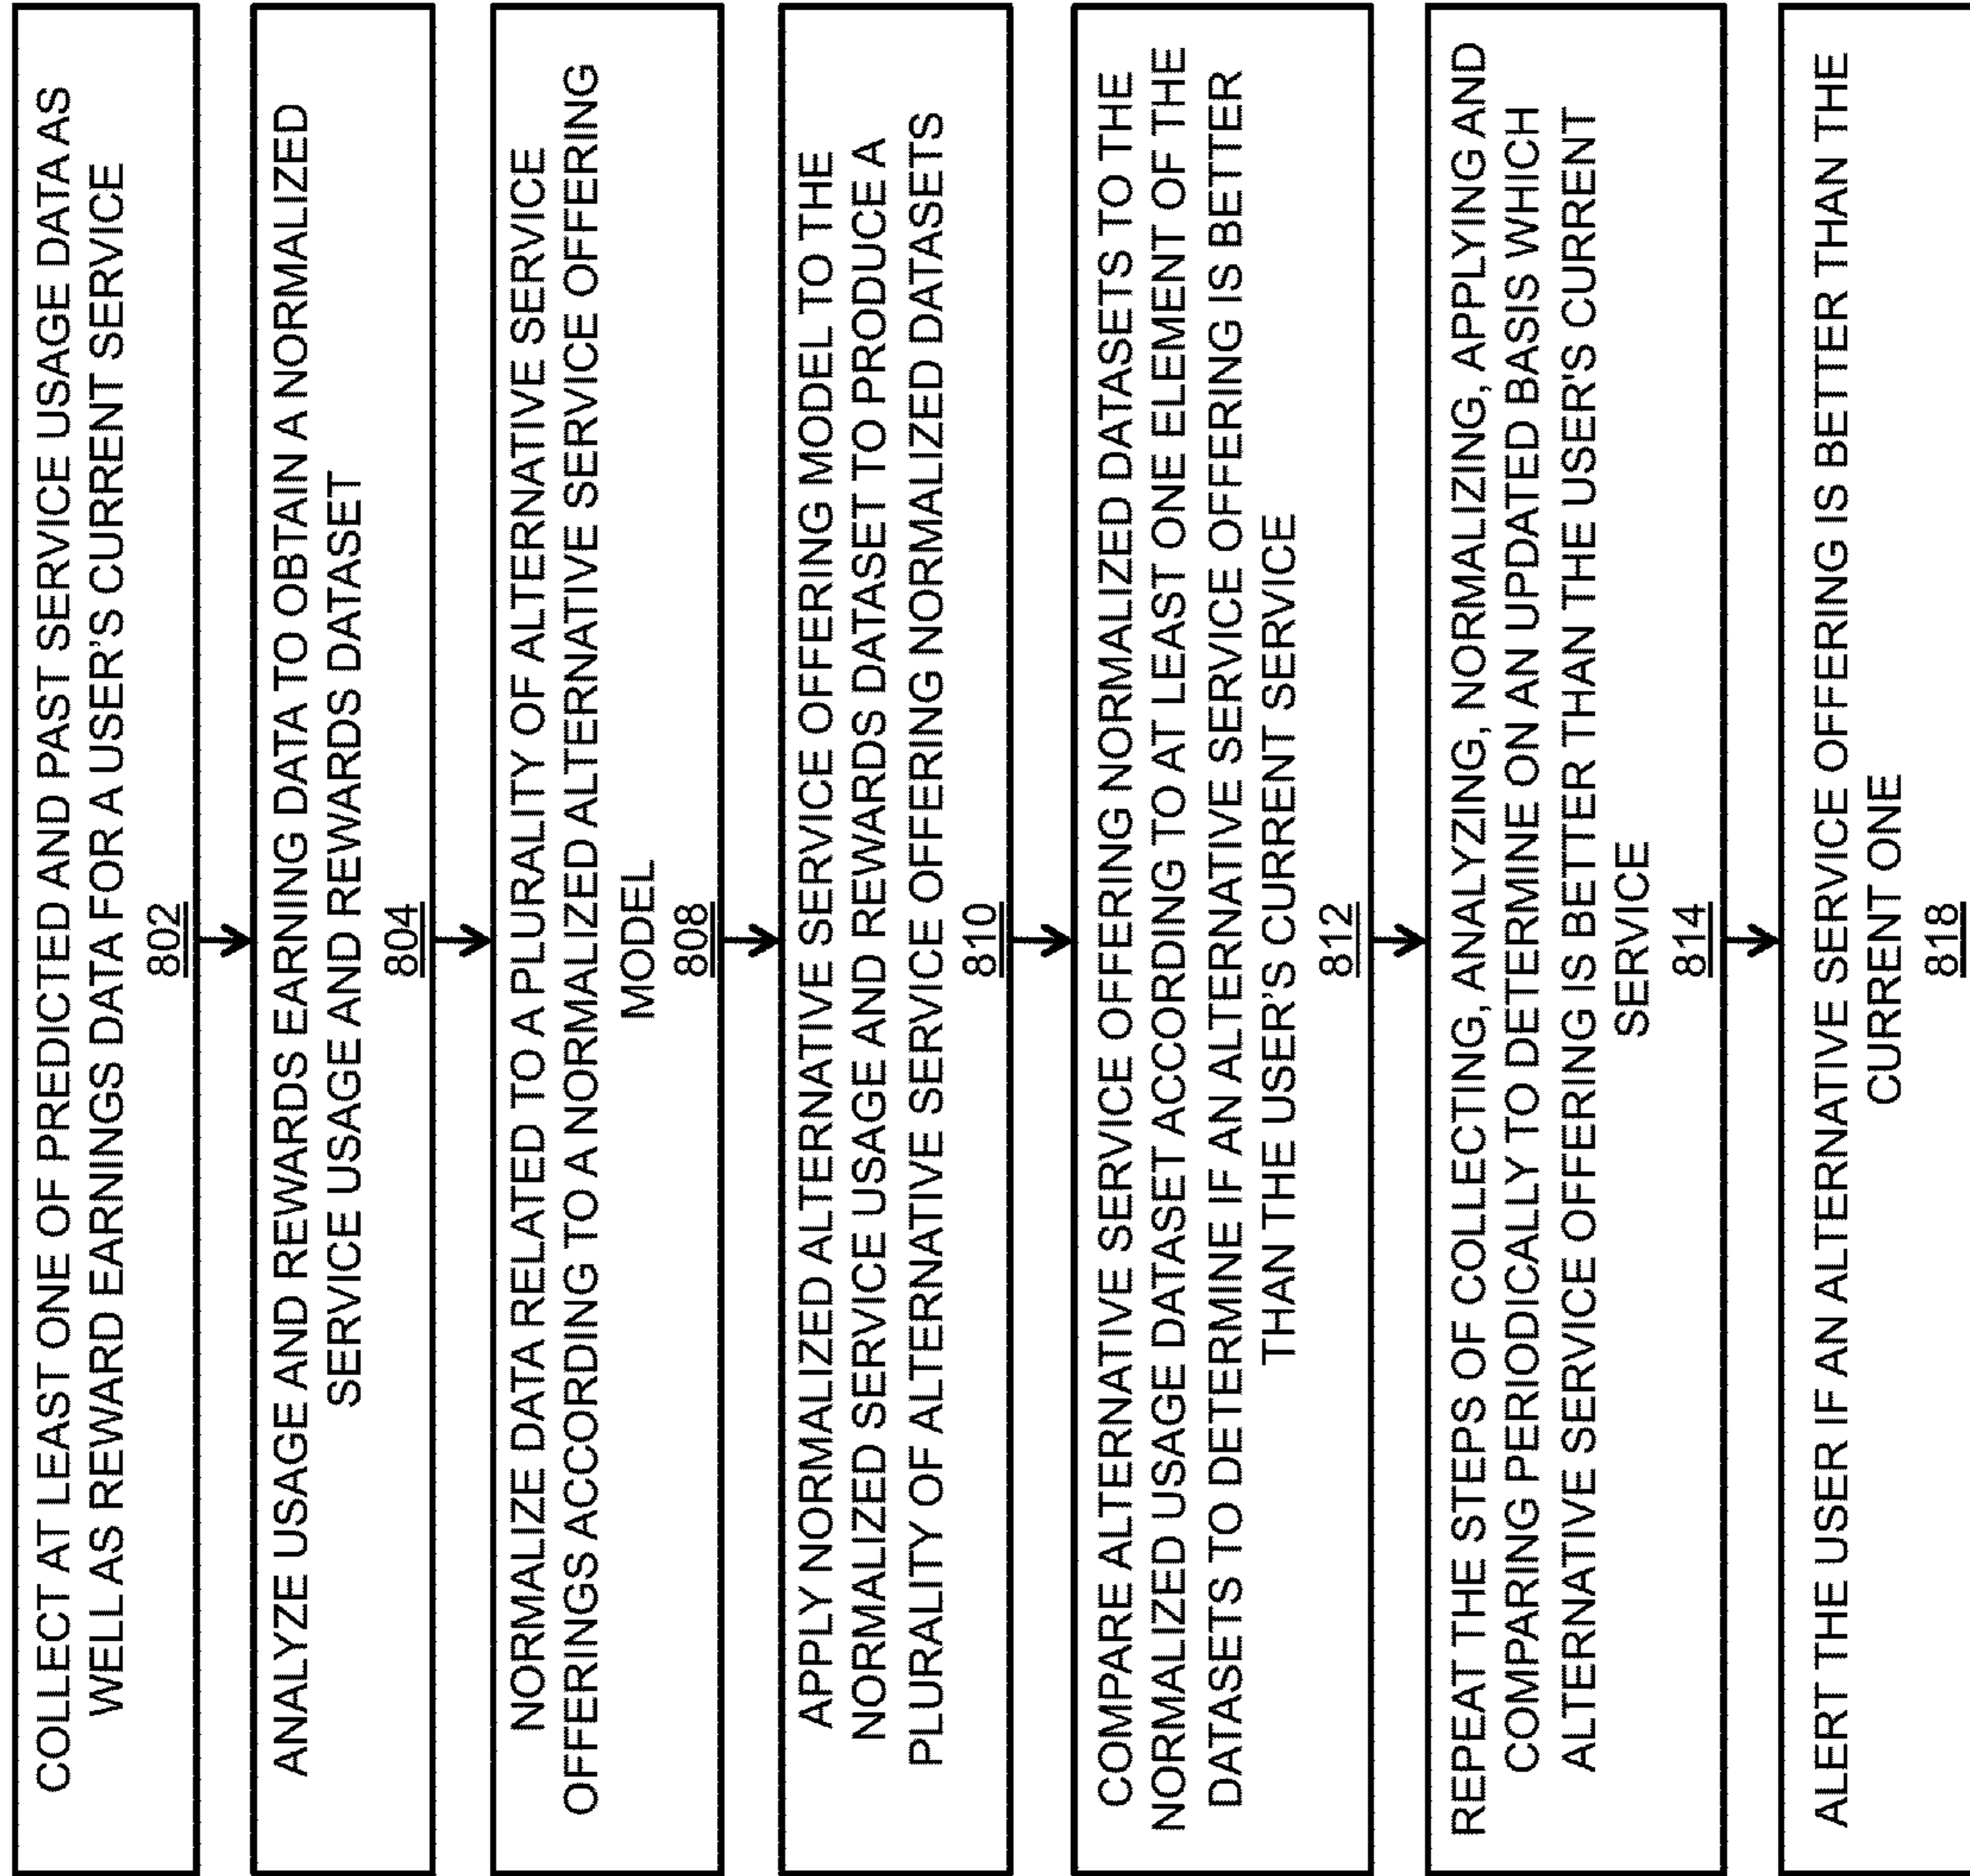 COLLECT AT LEAST ONE OF PREDICTED AND PAST SERVICE USAGE DATA AS
WELL AS REWARD EARNINGS DATA FOR A USER'S CURRENT SERVICE
802
ANALYZE USAGE AND REWARDS EARNING DATA TO OBTAIN A NORMALIZED
SERVICE USAGE AND REWARDS DATASET
804
NORMALIZE DATA RELATED TO A PLURALITY OF ALTERNATIVE SERVICE
OFFERINGS ACCORDING TO A NORMALIZED ALTERNATIVE SERVICE OFFERING
MODEL
808
APPLY NORMALIZED ALTERNATIVE SERVICE OFFERING MODEL TO THE
NORMALIZED SERVICE USAGE AND REWARDS DATASET TO PRODUCE A
PLURALITY OF ALTERNATIVE SERVICE OFFERING NORMALIZED DATASETS
810
COMPARE ALTERNATIVE SERVICE OFFERING NORMALIZED DATASETS TO THE
NORMALIZED USAGE DATASET ACCORDING TO AT LEAST ONE ELEMENT OF THE
DATASETS TO DETERMINE IF AN ALTERNATIVE SERVICE OFFERING IS BETTER
THAN THE USER'S CURRENT SERVICE
812
REPEAT THE STEPS OF COLLECTING, ANALYZING, NORMALIZING, APPLYING AND
COMPARING PERIODICALLY TO DETERMINE ON AN UPDATED BASIS WHICH
ALTERNATIVE SERVICE OFFERING IS BETTER THAN THE USER'S CURRENT
SERVICE
814
ALERT THE USER IF AN ALTERNATIVE SERVICE OFFERING IS BETTER THAN THE
CURRENT ONE
818